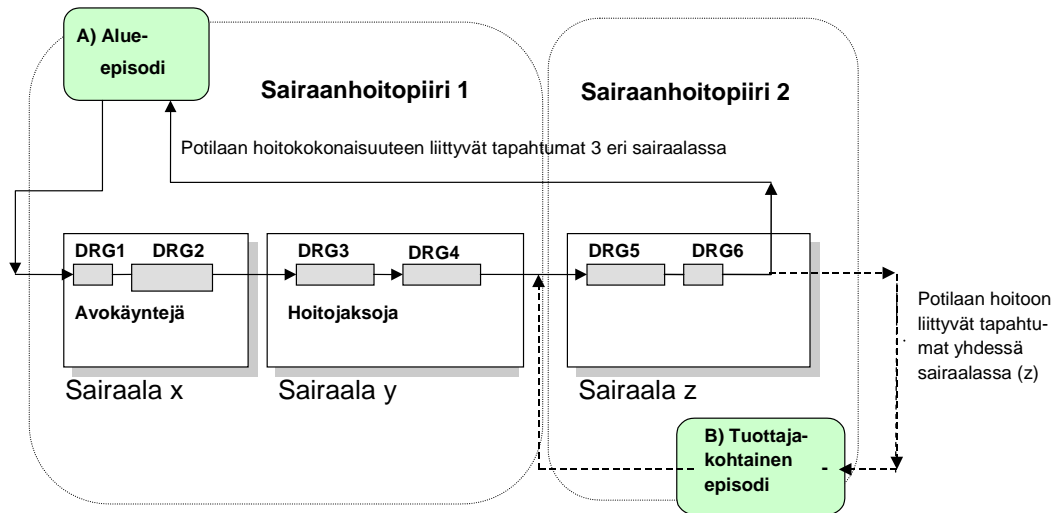 A) Alue-
episodi
Sairaanhoitopiiri 1
Sairaanhoitopiiri 2
Potilaan hoitokokonaisuuteen liittyvät tapahtumat 3 eri sairaalassa
DRG1
DRG2
DRG3
DRG4
DRG5
DRG6
Avokäyntejä
Hoitojaksoja
Sairaala x
Sairaala y
Sairaala z
Potilaan hoitoon
liittyvät tapahtu-
mat yhdessä
sairaalassa (z)
B) Tuottaja-
kohtainen
episodi